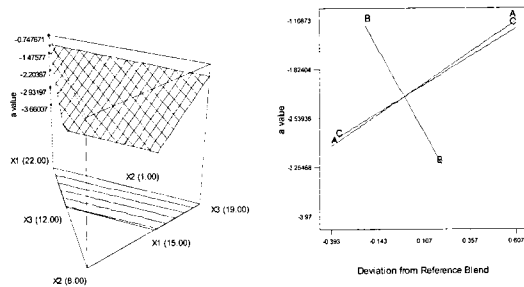 -0.747671
-1.47577
-2.20387
-2.93197
-3.66007
a value
X1 (22.00)
X2 (1.00)
X3 (19.00)
X3 (12.00)
X1 (15.00)
X2 (8.00)
-1.10873
-1.82404
-2.53936
-3.25468
-3.97
a value
A
C
B
C
A
B
-0.393
-0.143
0.107
0.357
0.607
Deviation from Reference Blend